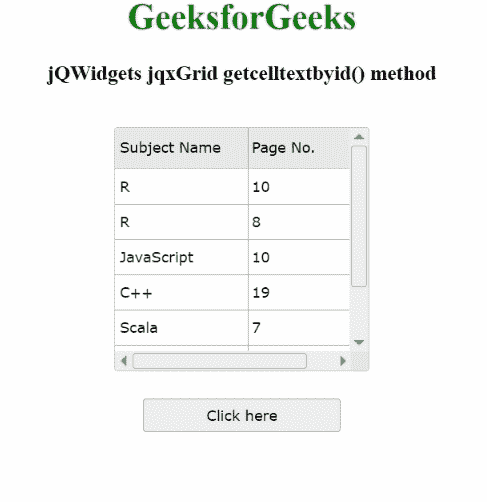 GeeksforGeeks
jQWidgets jqxGrid getcelltextbyid() method
Subject Name Page No.
R 10
R 8
JavaScript 10
C++ 19
Scala 7
Click here